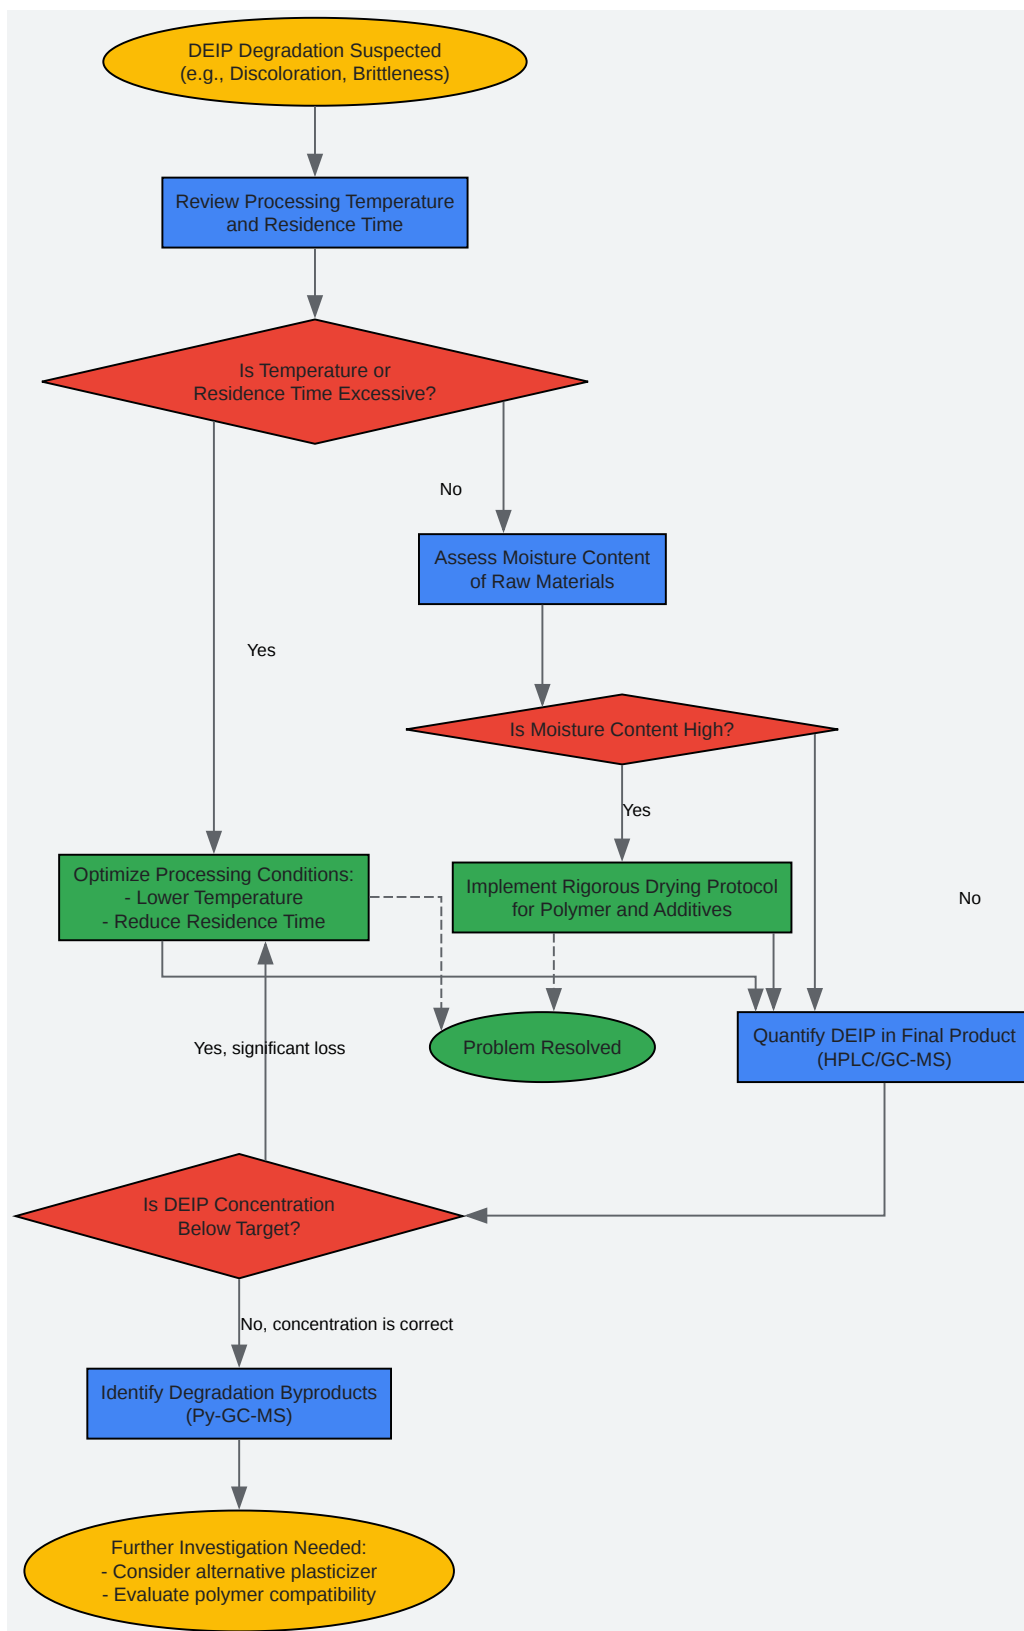 DEIP Degradation Suspected
(e.g., Discoloration, Brittleness)
Review Processing Temperature
and Residence Time
Is Temperature or
Residence Time Excessive?
No
Assess Moisture Content
of Raw Materials
Yes
Is Moisture Content High?
Yes
Optimize Processing Conditions:
- Lower Temperature
- Reduce Residence Time
Implement Rigorous Drying Protocol
for Polymer and Additives
No
Yes, significant loss
Problem Resolved
Quantify DEIP in Final Product
(HPLC/GC-MS)
Is DEIP Concentration
Below Target?
No, concentration is correct
Identify Degradation Byproducts
(Py-GC-MS)
Further Investigation Needed:
- Consider alternative plasticizer
- Evaluate polymer compatibility